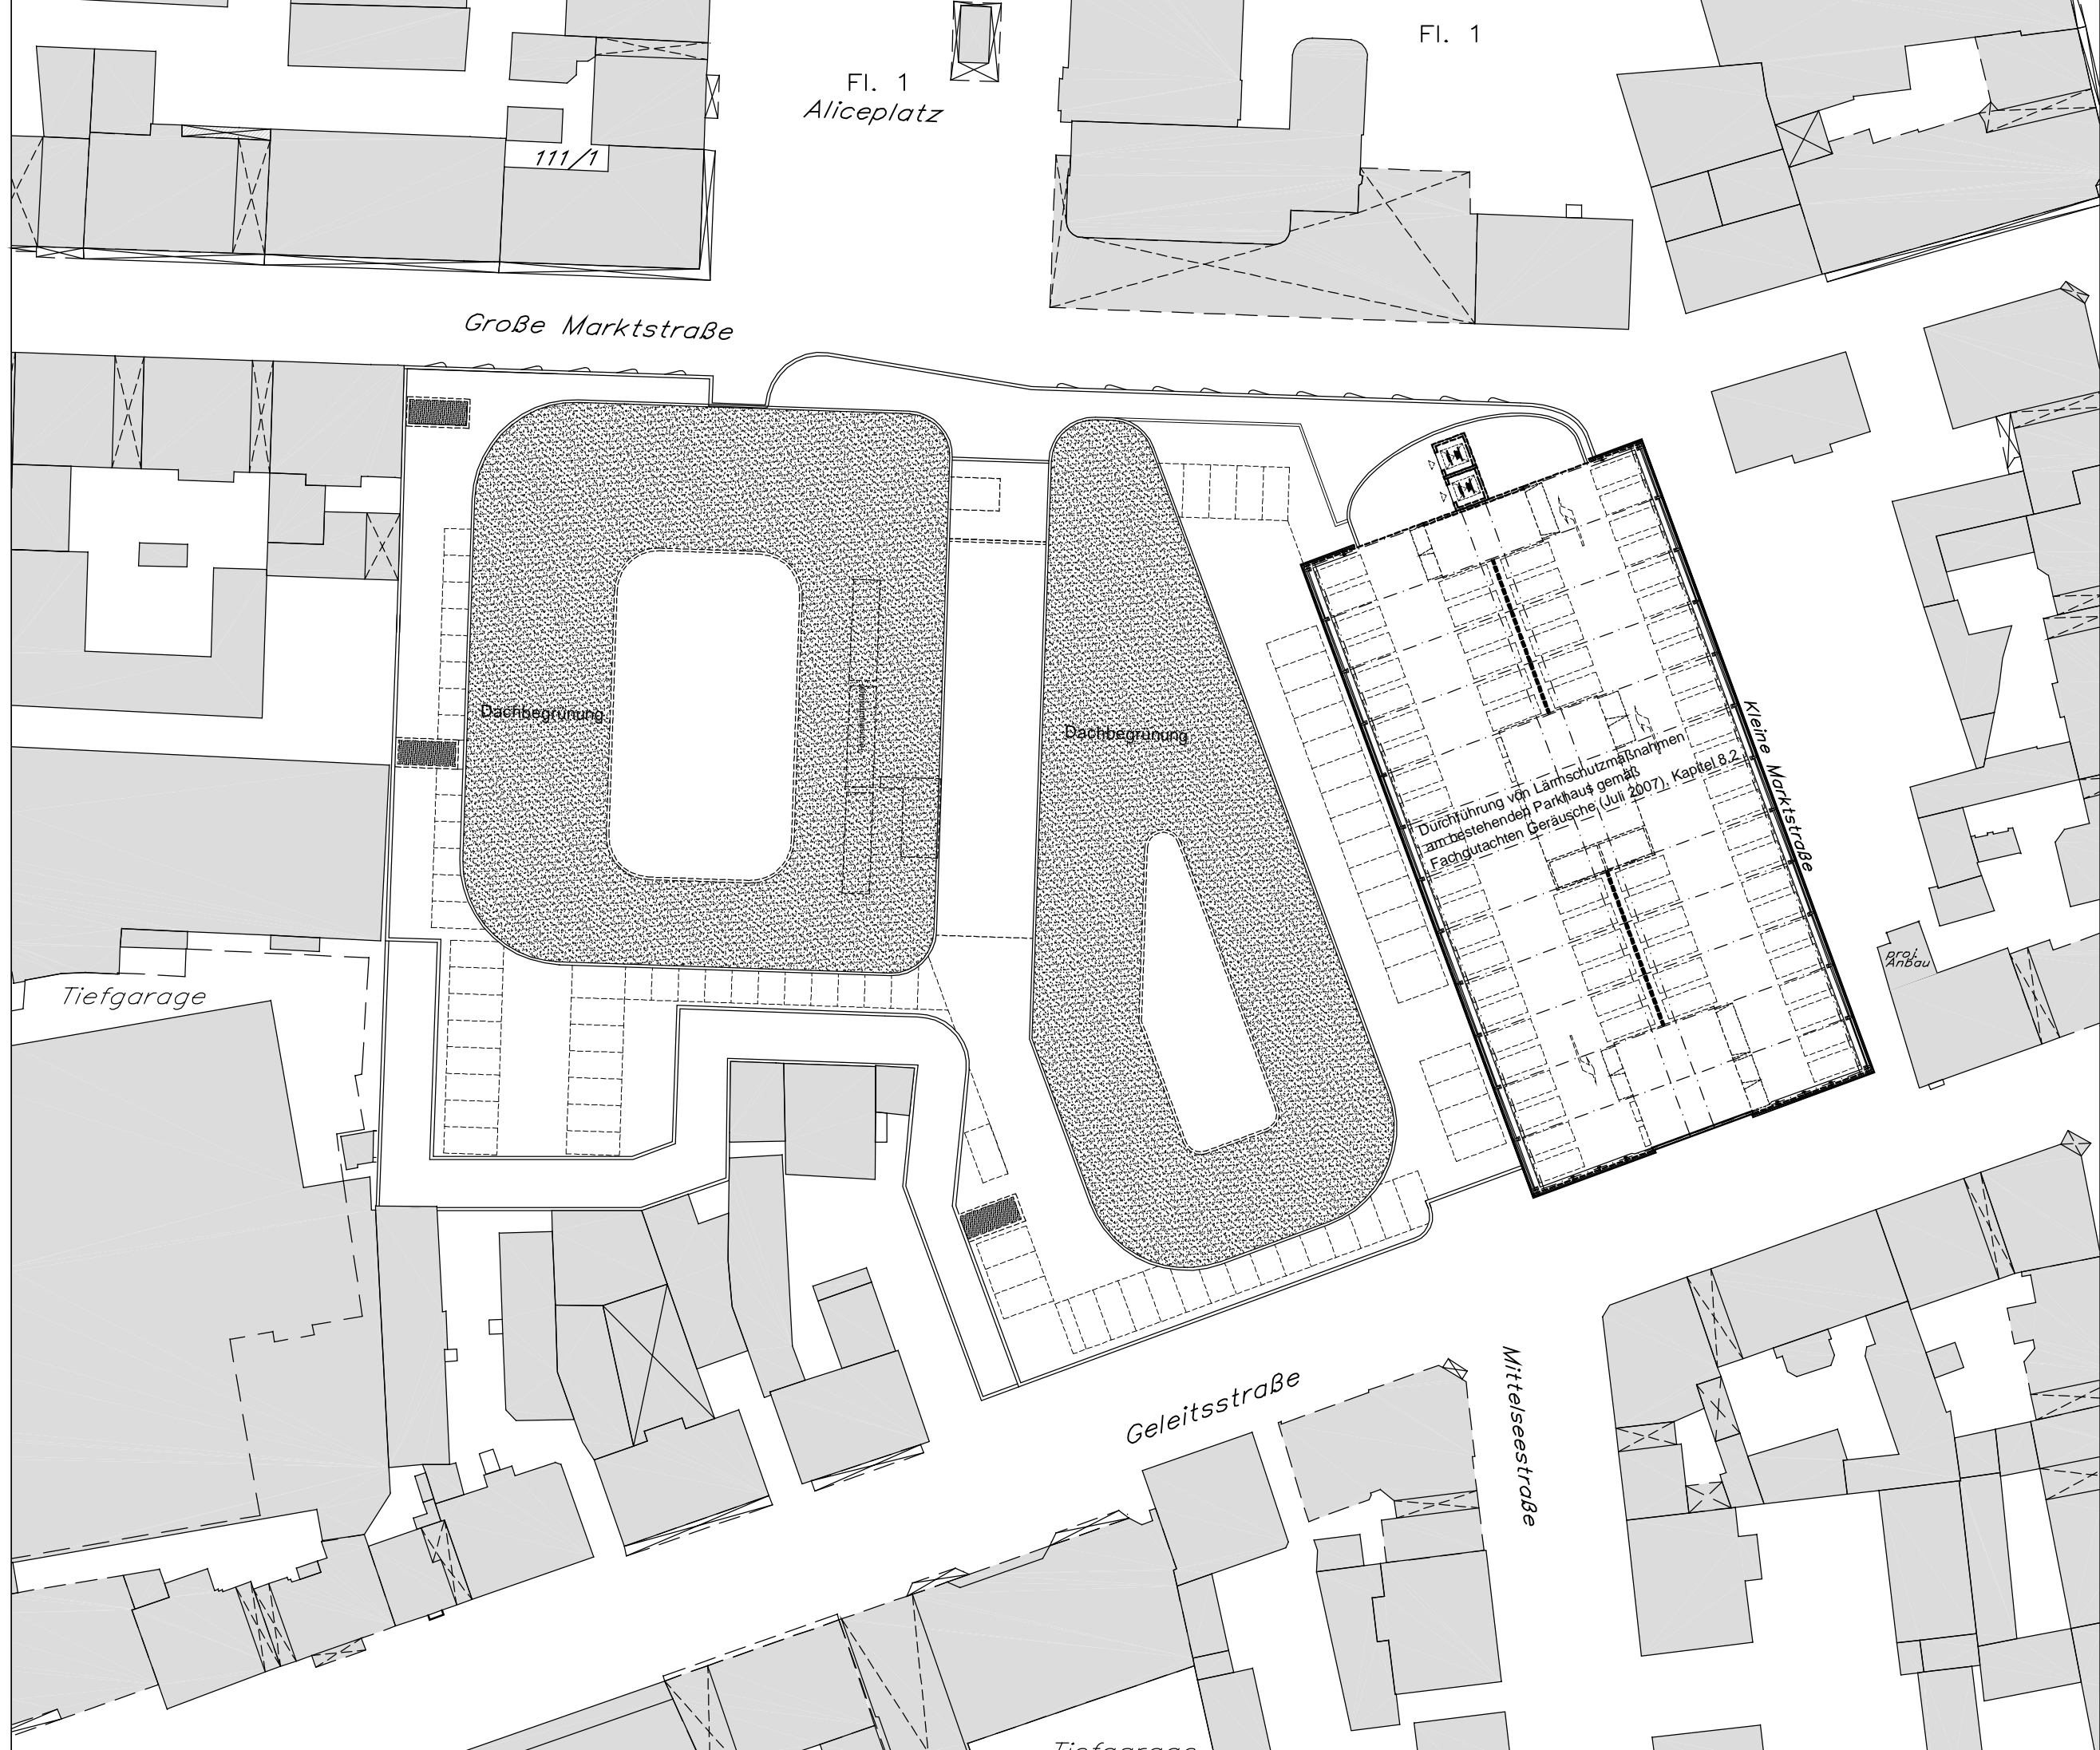 Fl. 1
Fl. 1
Aliceplatz
111/1
Große Marktstraße
Dachbegrünung
Dachbegrünung
Kleine Marktstraße
Durchführung von Lärmschutzmaßnahmen
am bestehenden Parkhaus gemäß
Fachgutachten Geräusche (Juli 2007), Kapitel 8.2
proj.
Anbau
Tiefgarage
Geleitsstraße
Mittelseestraße
Tiefgarage